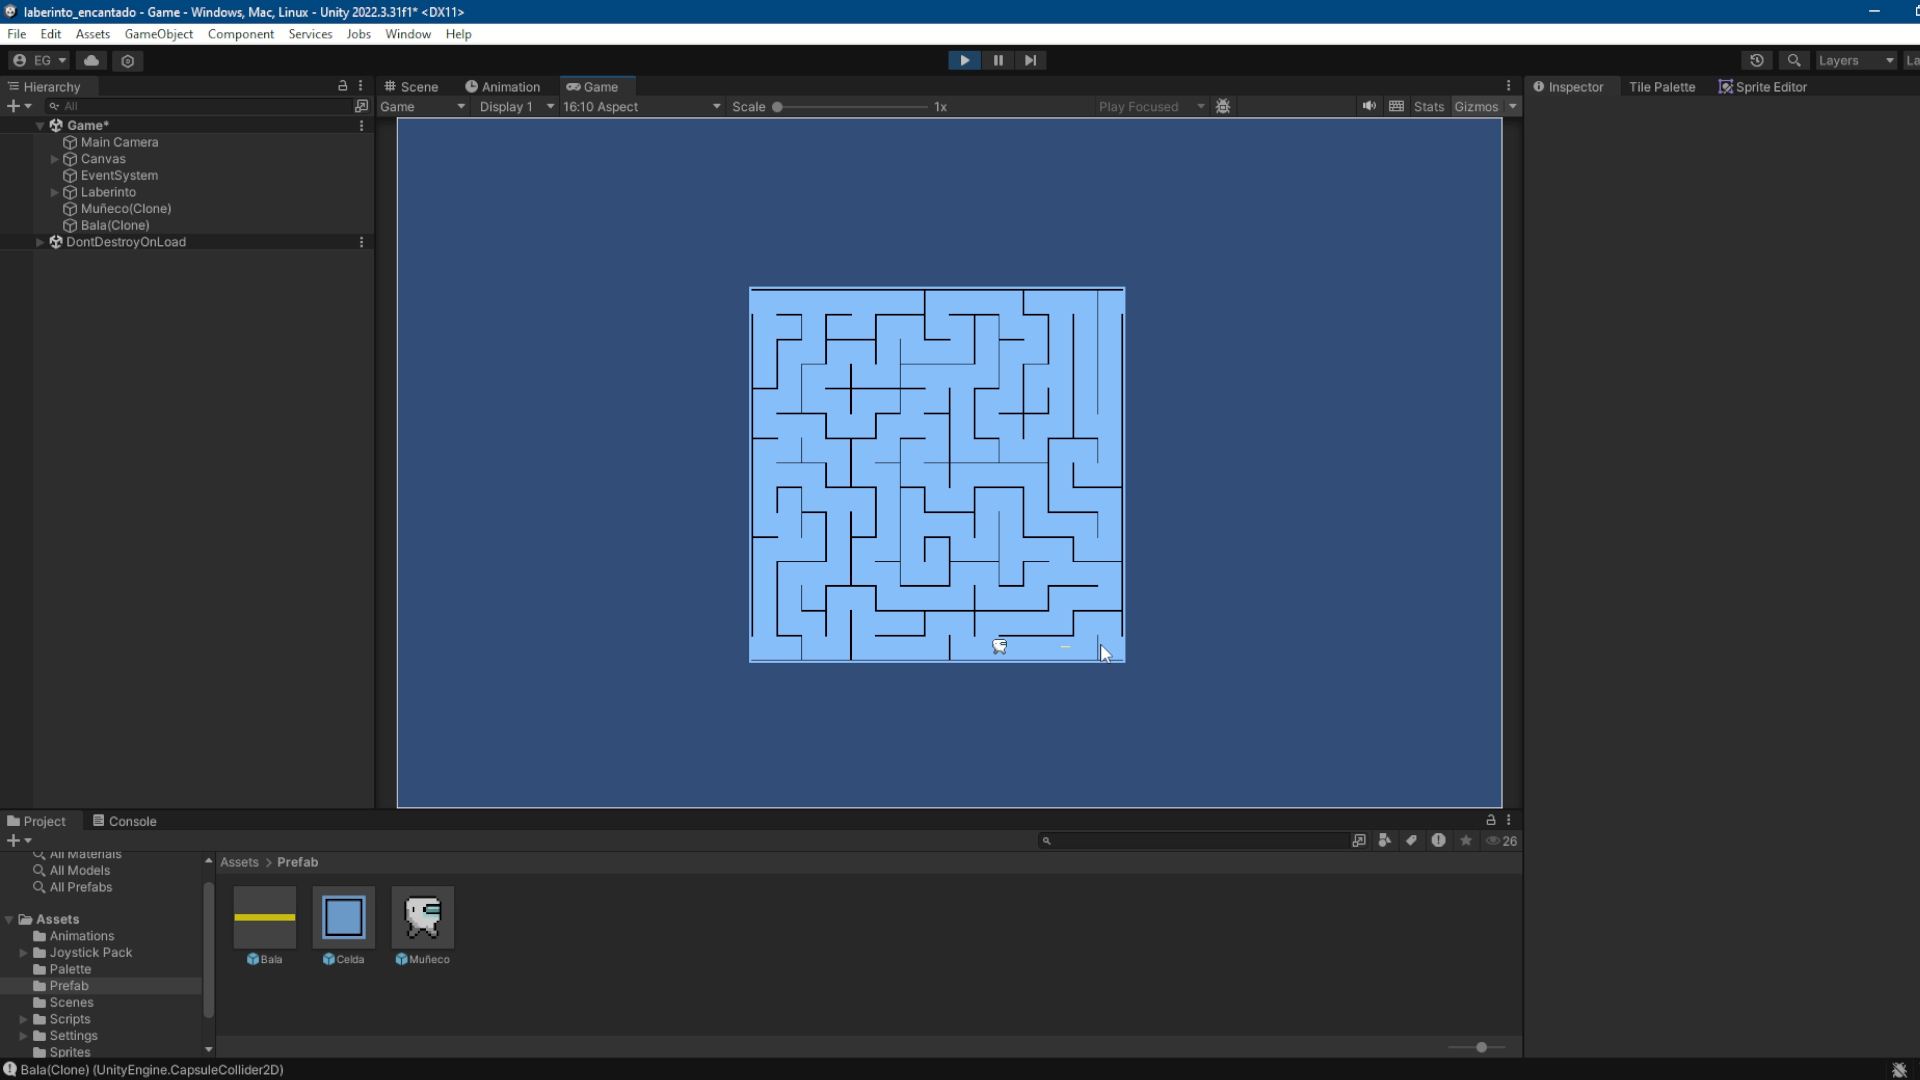 laberinto_encantado - Game - Windows, Mac, Linux - Unity 2022.3.31f1* <DX11>
File Edit Assets GameObject Component Services Jobs Window Help
EG Layers La
Hierarchy Scene Animation Game Inspector Tile Palette Sprite Editor
All Game Display 1 16:10 Aspect Scale 1x Play Focused Stats Gizmos
Game*
Main Camera
Canvas
EventSystem
Laberinto
Muñeco(Clone)
Bala(Clone)
DontDestroyOnLoad
Project Console
26
All Materials
All Models
All Prefabs
Assets
Animations
Joystick Pack
Palette
Prefab
Scenes
Scripts
Settings
Sprites
Assets > Prefab
Bala Celda Muñeco
Bala(Clone) (UnityEngine.CapsuleCollider2D)